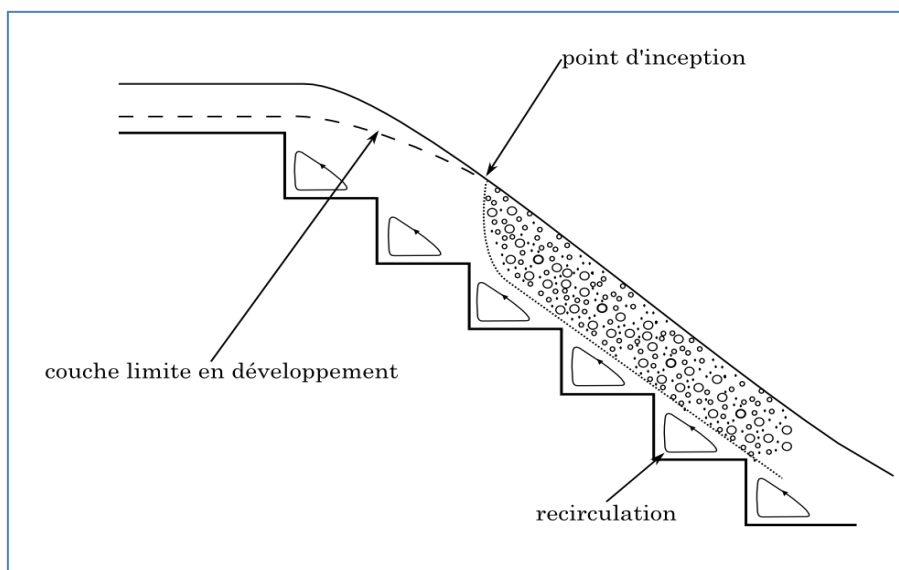 point d'inception
couche limite en développement
recirculation